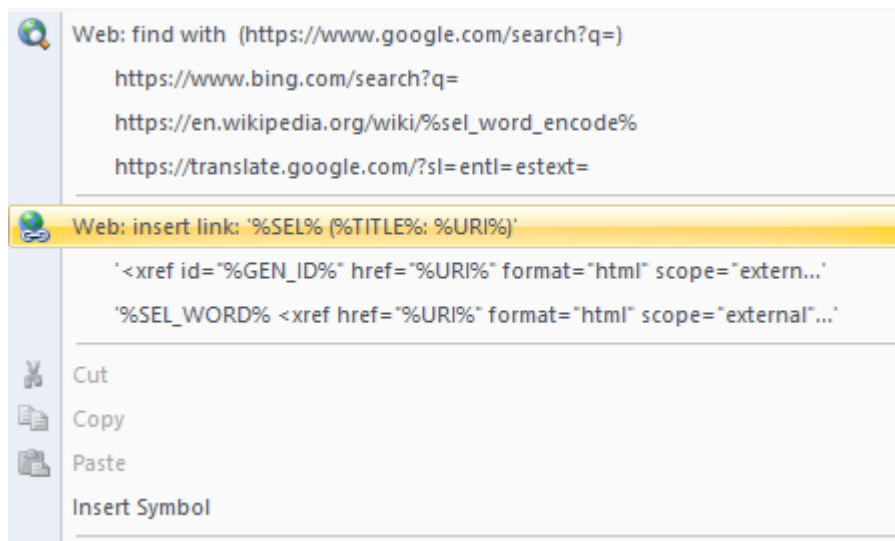 Web: find with  (https://www.google.com/search?q=)
https://www.bing.com/search?q=
https://en.wikipedia.org/wiki/%sel_word_encode%
https://translate.google.com/?sl=entl=estext=
Web: insert link: '%SEL% (%TITLE%: %URI%)'
'<xref id="%GEN_ID%" href="%URI%" format="html" scope="extern...'
'%SEL_WORD% <xref href="%URI%" format="html" scope="external"...'
Cut
Copy
Paste
Insert Symbol